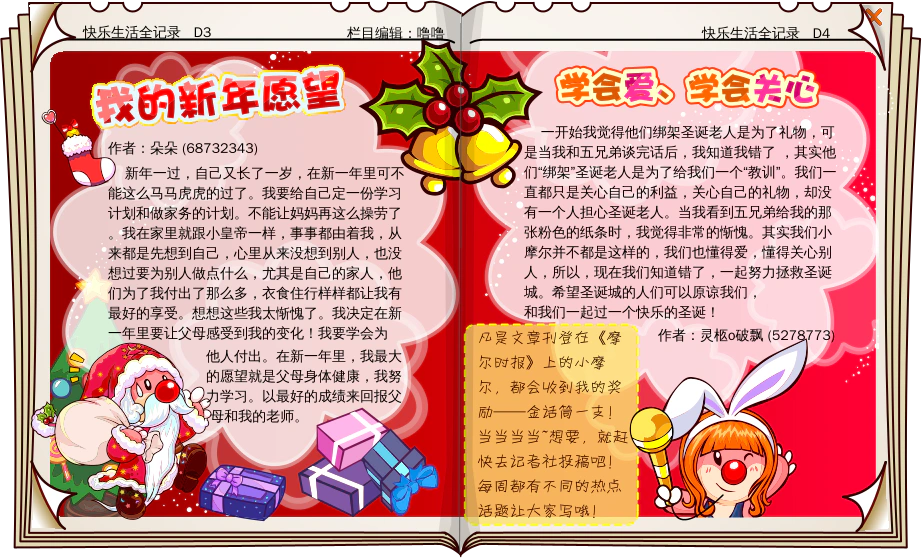 快乐生活全记录 D3
栏目编辑：噜噜
我的新年愿望
作者：朵朵 (68732343)
新年一过，自己又长了一岁，在新一年里可不
能这么马马虎虎的过了。我要给自己定一份学习
计划和做家务的计划。不能让妈妈再这么操劳了
。我在家里就跟小皇帝一样，事事都由着我，从
来都是先想到自己，心里从来没想到别人，也没
想过要为别人做点什么，尤其是自己的家人，他
们为了我付出了那么多，衣食住行样样都让我有
最好的享受。想想这些我太惭愧了。我决定在新
一年里要让父母感受到我的变化！我要学会为
他人付出。在新一年里，我最大
的愿望就是父母身体健康，我努
力学习。以最好的成绩来回报父
母和我的老师。
快乐生活全记录 D4
学会爱、学会关心
一开始我觉得他们绑架圣诞老人是为了礼物，可
是当我和五兄弟谈完话后，我知道我错了 ，其实他
们“绑架”圣诞老人是为了给我们一个“教训”。我们一
直都只是关心自己的利益，关心自己的礼物，却没
有一个人担心圣诞老人。当我看到五兄弟给我的那
张粉色的纸条时，我觉得非常的惭愧。其实我们小
摩尔并不都是这样的，我们也懂得爱，懂得关心别
人，所以，现在我们知道错了，一起努力拯救圣诞
城。希望圣诞城的人们可以原谅我们，
和我们一起过一个快乐的圣诞！
作者：灵柩o破飘 (5278773)
凡是文章刊登在《摩
尔时报》上的小摩
尔，都会收到我的奖
励——金话筒一支！
当当当当~想要，就赶
快去记者社投稿吧！
每周都有不同的热点
话题让大家写哦！